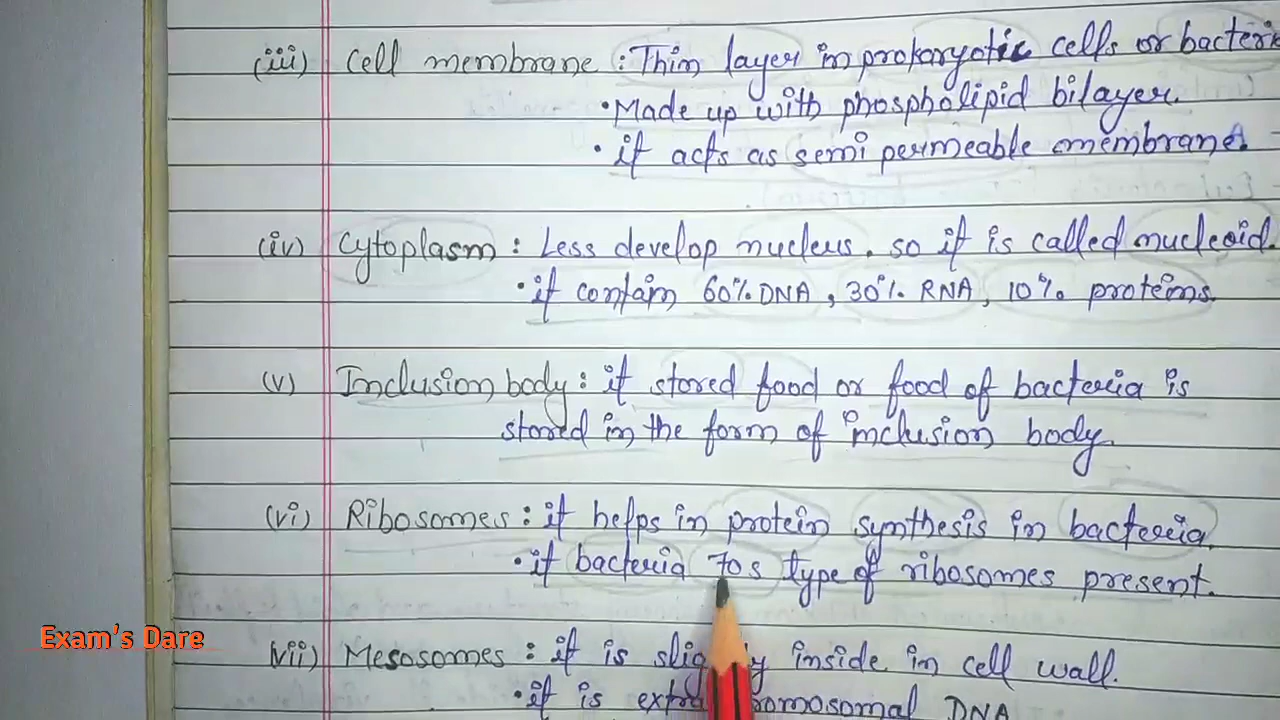 (iii) Cell membrane : Thin layer in prokaryotic cells or bacteri
• Made up with phospholipid bilayer.
• it acts as semi permeable membrane.
(iv) Cytoplasm : Less develop nucleus. so it is called nucleoid.
• it contain 60% DNA, 30% RNA, 10% proteins.
(v) Inclusion body : it stored food or food of bacteria is
stored in the form of inclusion body.
(vi) Ribosomes : it helps in protein synthesis in bacteria.
• it bacteria 70s type of ribosomes present.
Exam's Dare
(vii) Mesosomes : it is slig y inside in cell wall.
• it is extra omosomal DNA